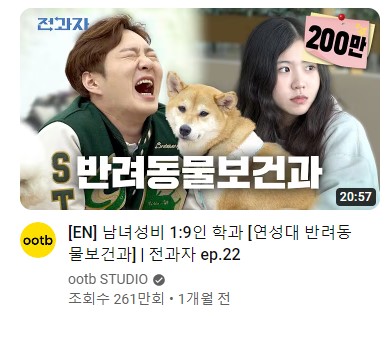 전과자
200만
ST
반려동물보건과
20:57
ootb
[EN] 남녀성비 1:9인 학과 [연성대 반려동
물보건과] | 전과자 ep.22
ootb STUDIO
조회수 261만회 • 1개월 전